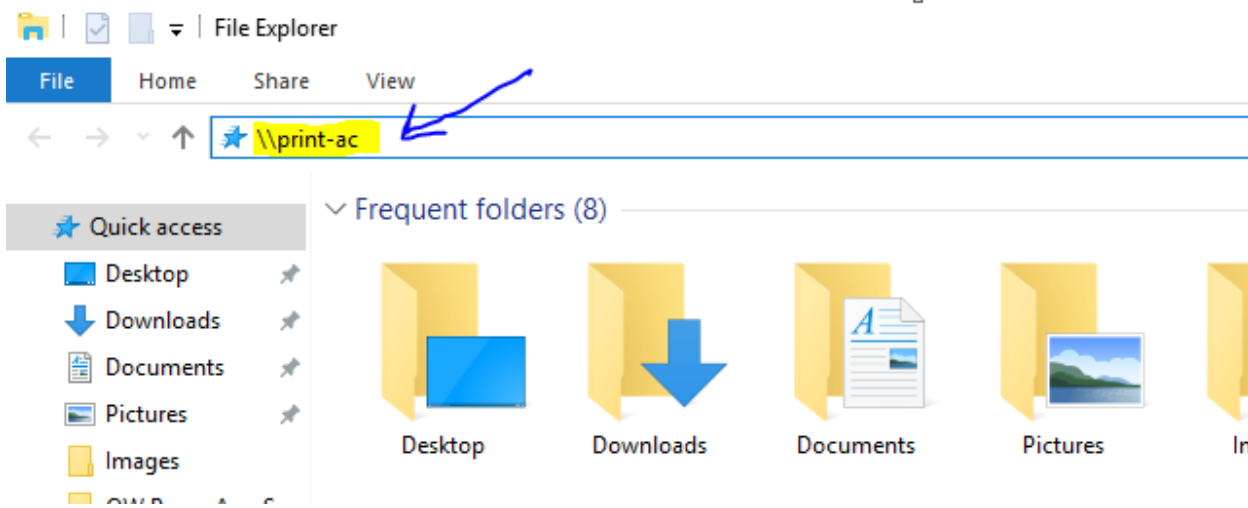 File Explorer
File Home Share View
\\print-ac
Quick access
Desktop
Downloads
Documents
Pictures
Images
Frequent folders (8)
Desktop Downloads Documents Pictures